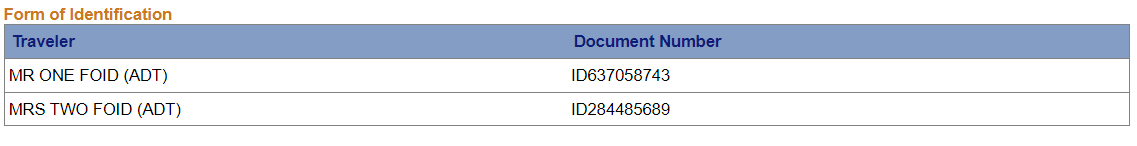 Form of Identification
Traveler Document Number
MR ONE FOID (ADT) ID637058743
MRS TWO FOID (ADT) ID284485689